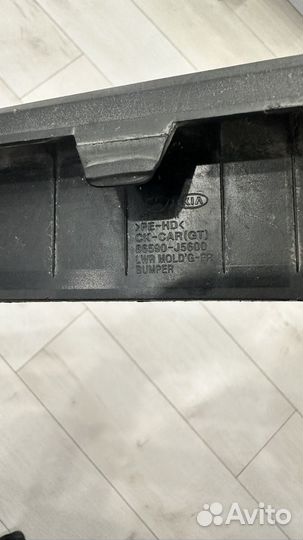 KIA
>PE-HD<
CK-CAR(GT)
86590-J5600
LWR MOLD'G-FR
BUMPER
Avito